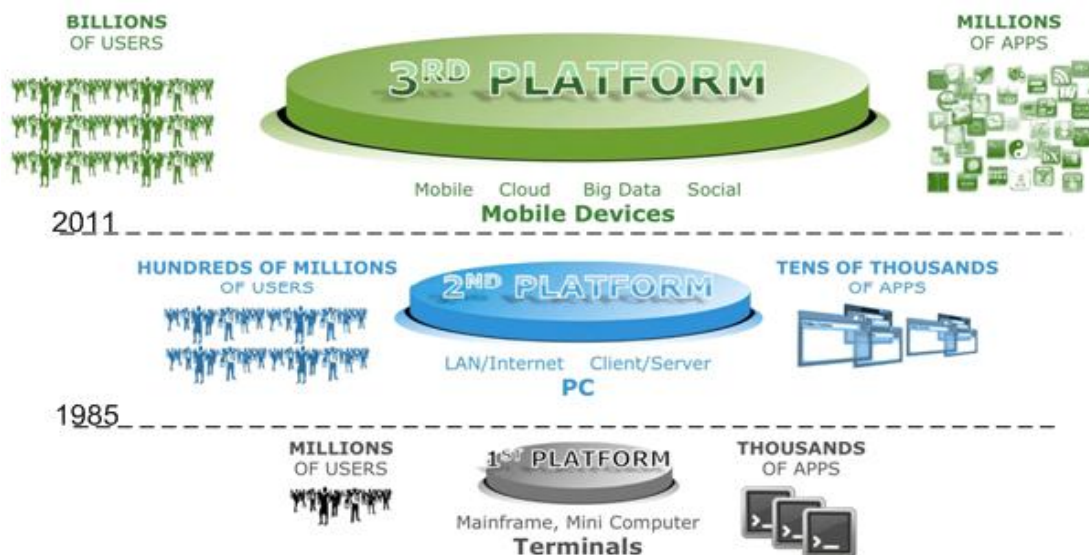 BILLIONS
OF USERS
3RD PLATFORM
MILLIONS
OF APPS
Mobile Cloud Big Data Social
Mobile Devices
2011
HUNDREDS OF MILLIONS
OF USERS
2ND PLATFORM
TENS OF THOUSANDS
OF APPS
LAN/Internet Client/Server
PC
1985
MILLIONS
OF USERS
1ST PLATFORM
THOUSANDS
OF APPS
Mainframe, Mini Computer
Terminals
>_
>_
>_